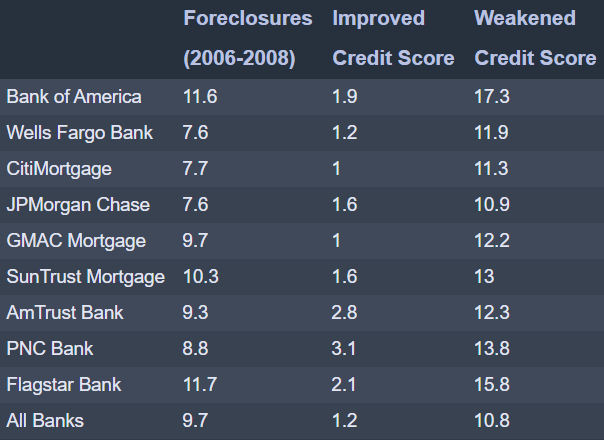 Foreclosures Improved Weakened
(2006-2008) Credit Score Credit Score
Bank of America 11.6 1.9 17.3
Wells Fargo Bank 7.6 1.2 11.9
CitiMortgage 7.7 1 11.3
JPMorgan Chase 7.6 1.6 10.9
GMAC Mortgage 9.7 1 12.2
SunTrust Mortgage 10.3 1.6 13
AmTrust Bank 9.3 2.8 12.3
PNC Bank 8.8 3.1 13.8
Flagstar Bank 11.7 2.1 15.8
All Banks 9.7 1.2 10.8